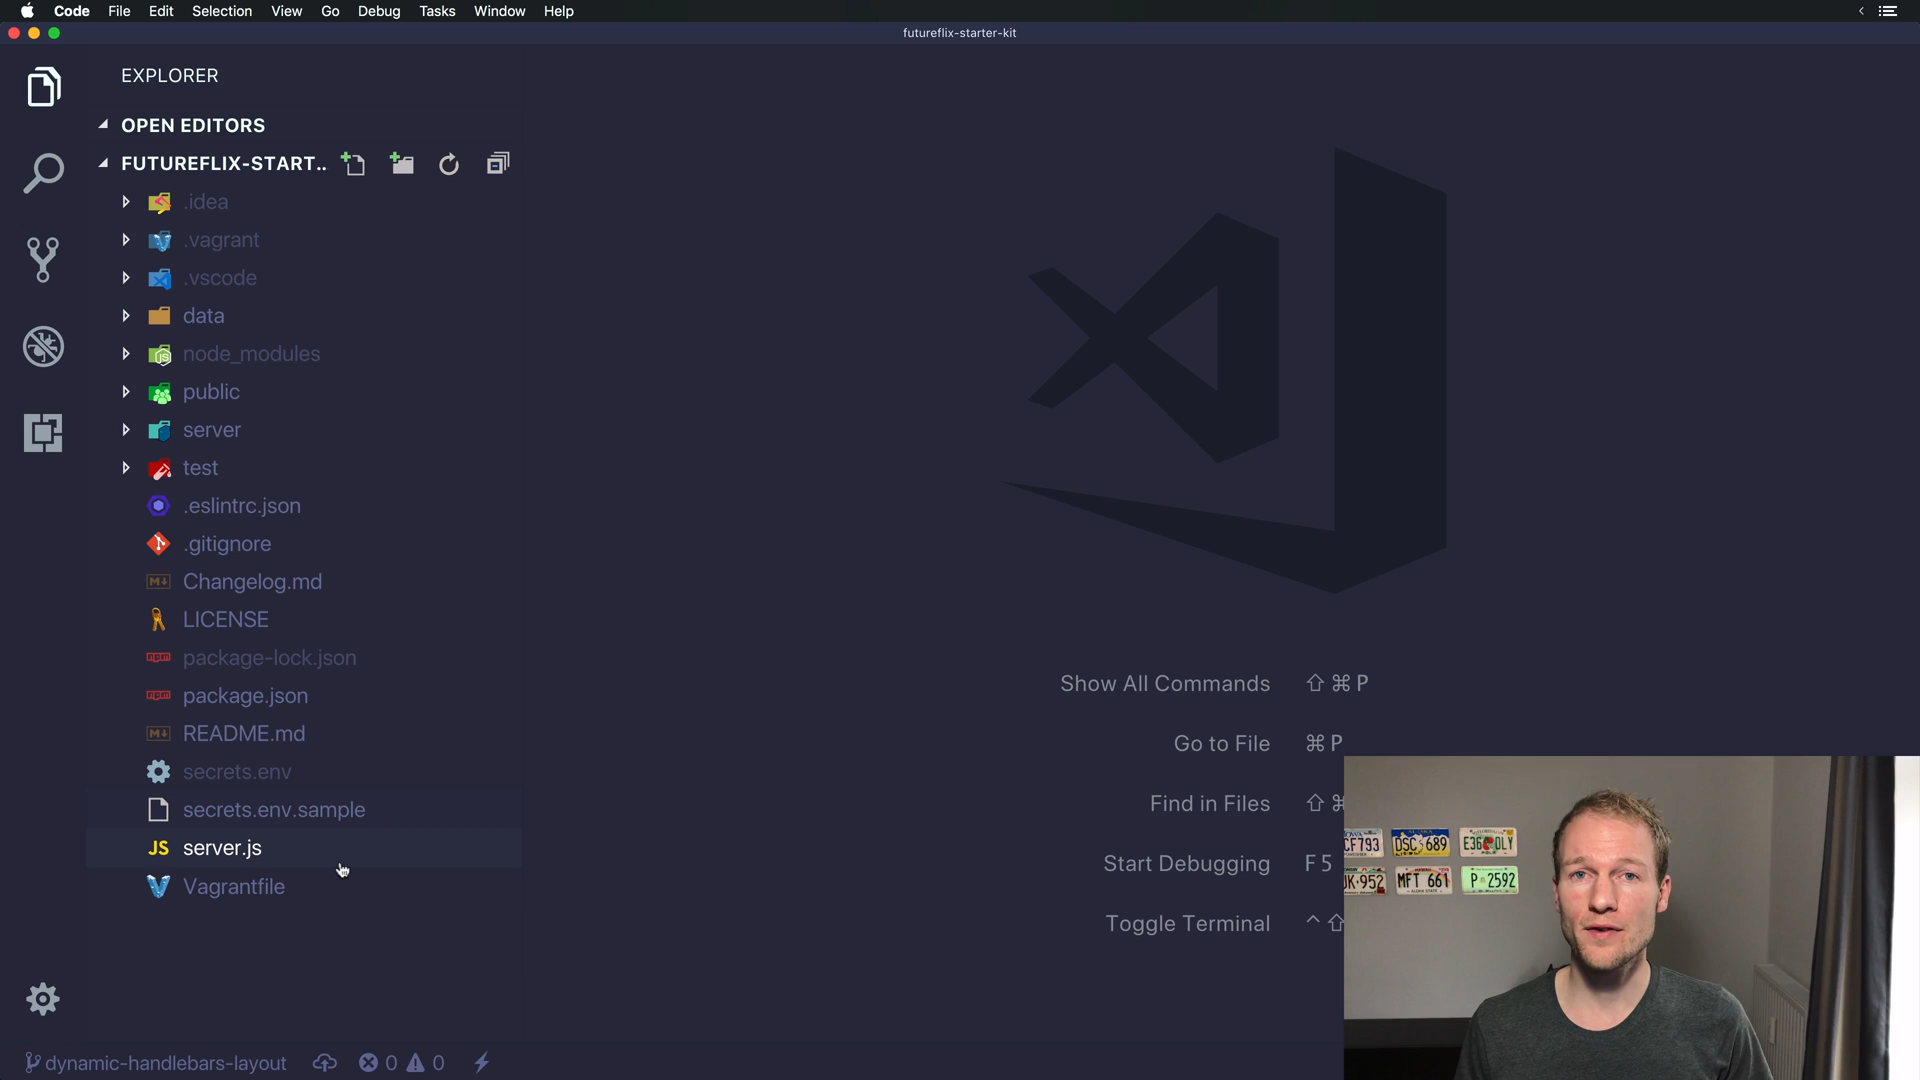 Code File Edit Selection View Go Debug Tasks Window Help
futureflix-starter-kit
EXPLORER
OPEN EDITORS
FUTUREFLIX-START..
.idea
.vagrant
.vscode
data
node_modules
public
server
test
.eslintrc.json
.gitignore
Changelog.md
LICENSE
package-lock.json
package.json
README.md
secrets.env
secrets.env.sample
JS server.js
Vagrantfile
Show All Commands ⇧ ⌘ P
Go to File ⌘ P
Find in Files ⇧ ⌘
Start Debugging F5
Toggle Terminal ^ ⇧
CF793 DSC 689 E36 OLY
JK·952 MFT 661 P 2592
dynamic-handlebars-layout 0 0